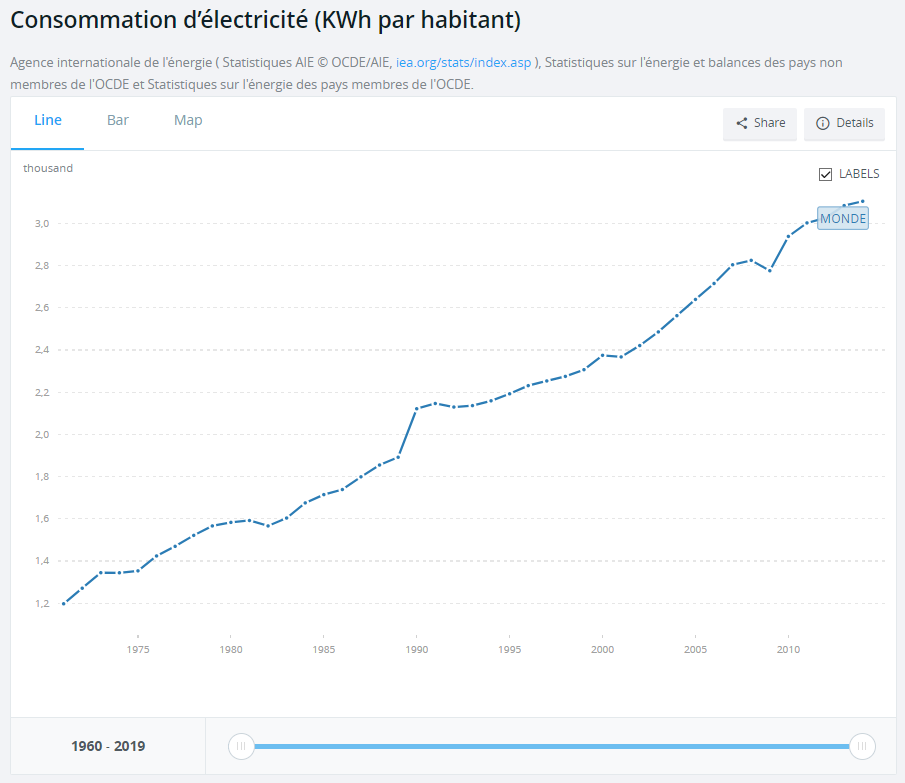 Consommation d’électricité (KWh par habitant)
Agence internationale de l'énergie ( Statistiques AIE © OCDE/AIE, iea.org/stats/index.asp ), Statistiques sur l'énergie et balances des pays non
membres de l'OCDE et Statistiques sur l'énergie des pays membres de l'OCDE.
Line Bar Map Share Details
thousand LABELS
MONDE
3,0
2,8
2,6
2,4
2,2
2,0
1,8
1,6
1,4
1,2
1975 1980 1985 1990 1995 2000 2005 2010
1960 - 2019